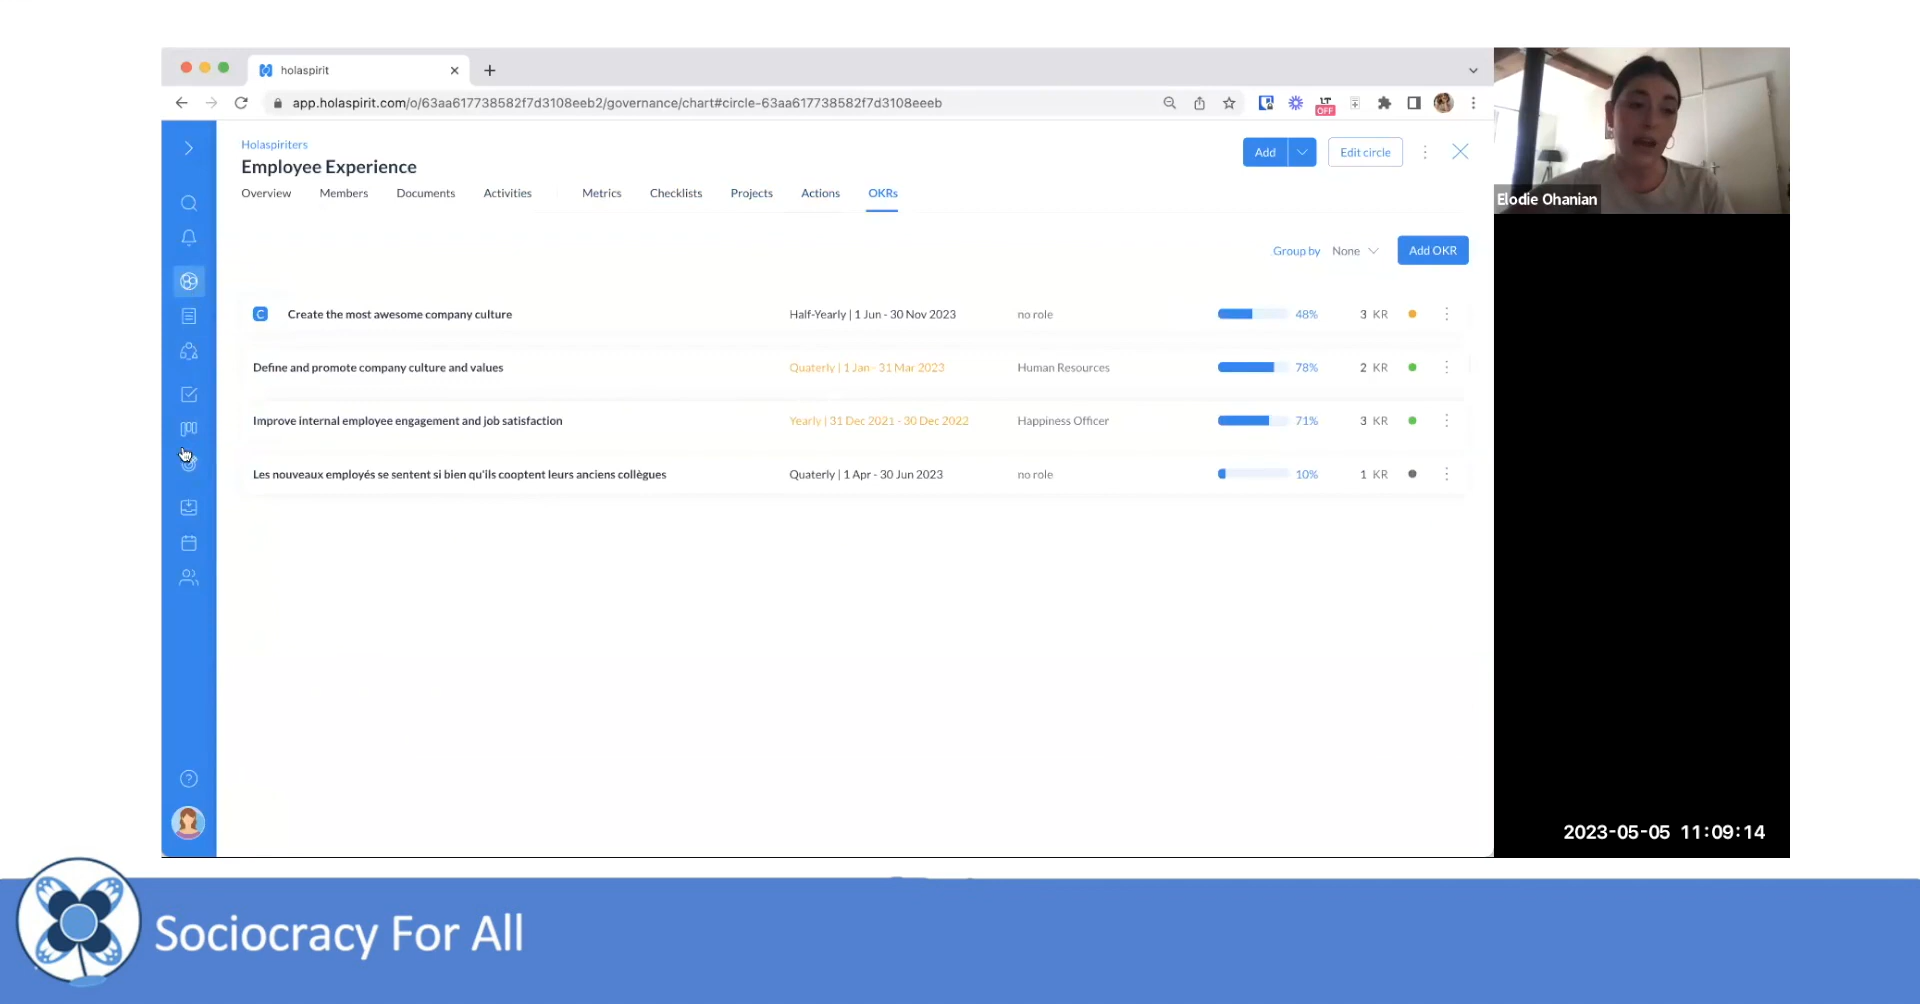 holaspirit
app.holaspirit.com/o/63aa617738582f7d3108eeb2/governance/chart#circle-63aa617738582f7d3108eeeb
LT
OFF
Holaspiriters
Employee Experience
Add
Edit circle
Overview Members Documents Activities Metrics Checklists Projects Actions OKRs
Elodie Ohanian
Group by None
Add OKR
C Create the most awesome company culture Half-Yearly | 1 Jun - 30 Nov 2023 no role 48% 3 KR
Define and promote company culture and values Quaterly | 1 Jan - 31 Mar 2023 Human Resources 78% 2 KR
Improve internal employee engagement and job satisfaction Yearly | 31 Dec 2021 - 30 Dec 2022 Happiness Officer 71% 3 KR
Les nouveaux employés se sentent si bien qu'ils cooptent leurs anciens collègues Quaterly | 1 Apr - 30 Jun 2023 no role 10% 1 KR
?
2023-05-05 11:09:14
Sociocracy For All